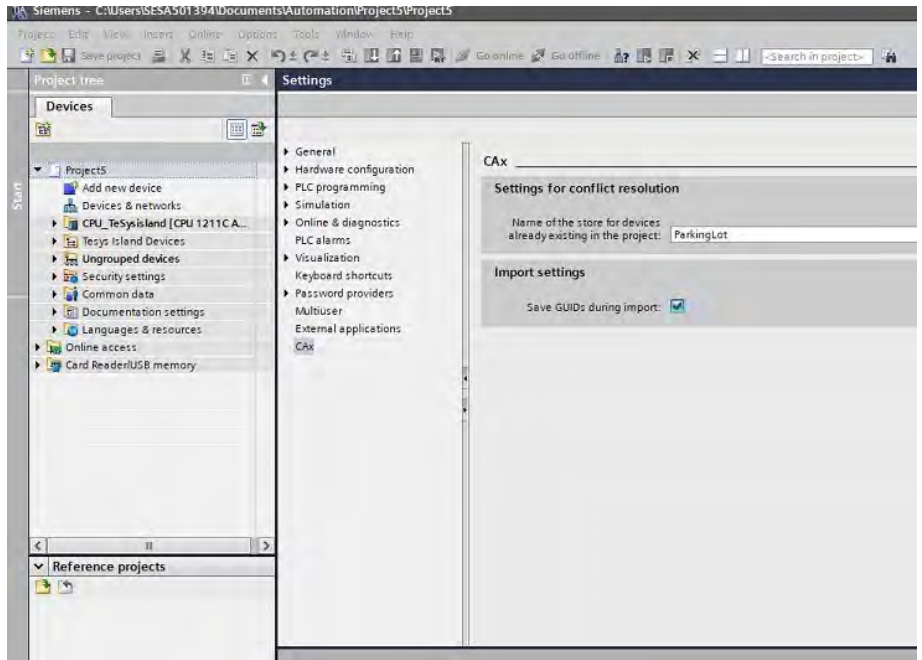 Siemens - C:\Users\SESA501394\Documents\Automation\Project5\Project5
Project Edit View Insert Online Options Tools Window Help
Save project
Go online
Go offline
<Search in project>
Project tree
Devices
Start
Project5
Add new device
Devices & networks
CPU_TeSysisland [CPU 1211C A...
Tesys Island Devices
Ungrouped devices
Security settings
Common data
Documentation settings
Languages & resources
Online access
Card Reader/USB memory
Reference projects
Settings
General
Hardware configuration
PLC programming
Simulation
Online & diagnostics
PLC alarms
Visualization
Keyboard shortcuts
Password providers
Multiuser
External applications
CAx
CAx
Settings for conflict resolution
Name of the store for devices
already existing in the project: ParkingLot
Import settings
Save GUIDs during import: